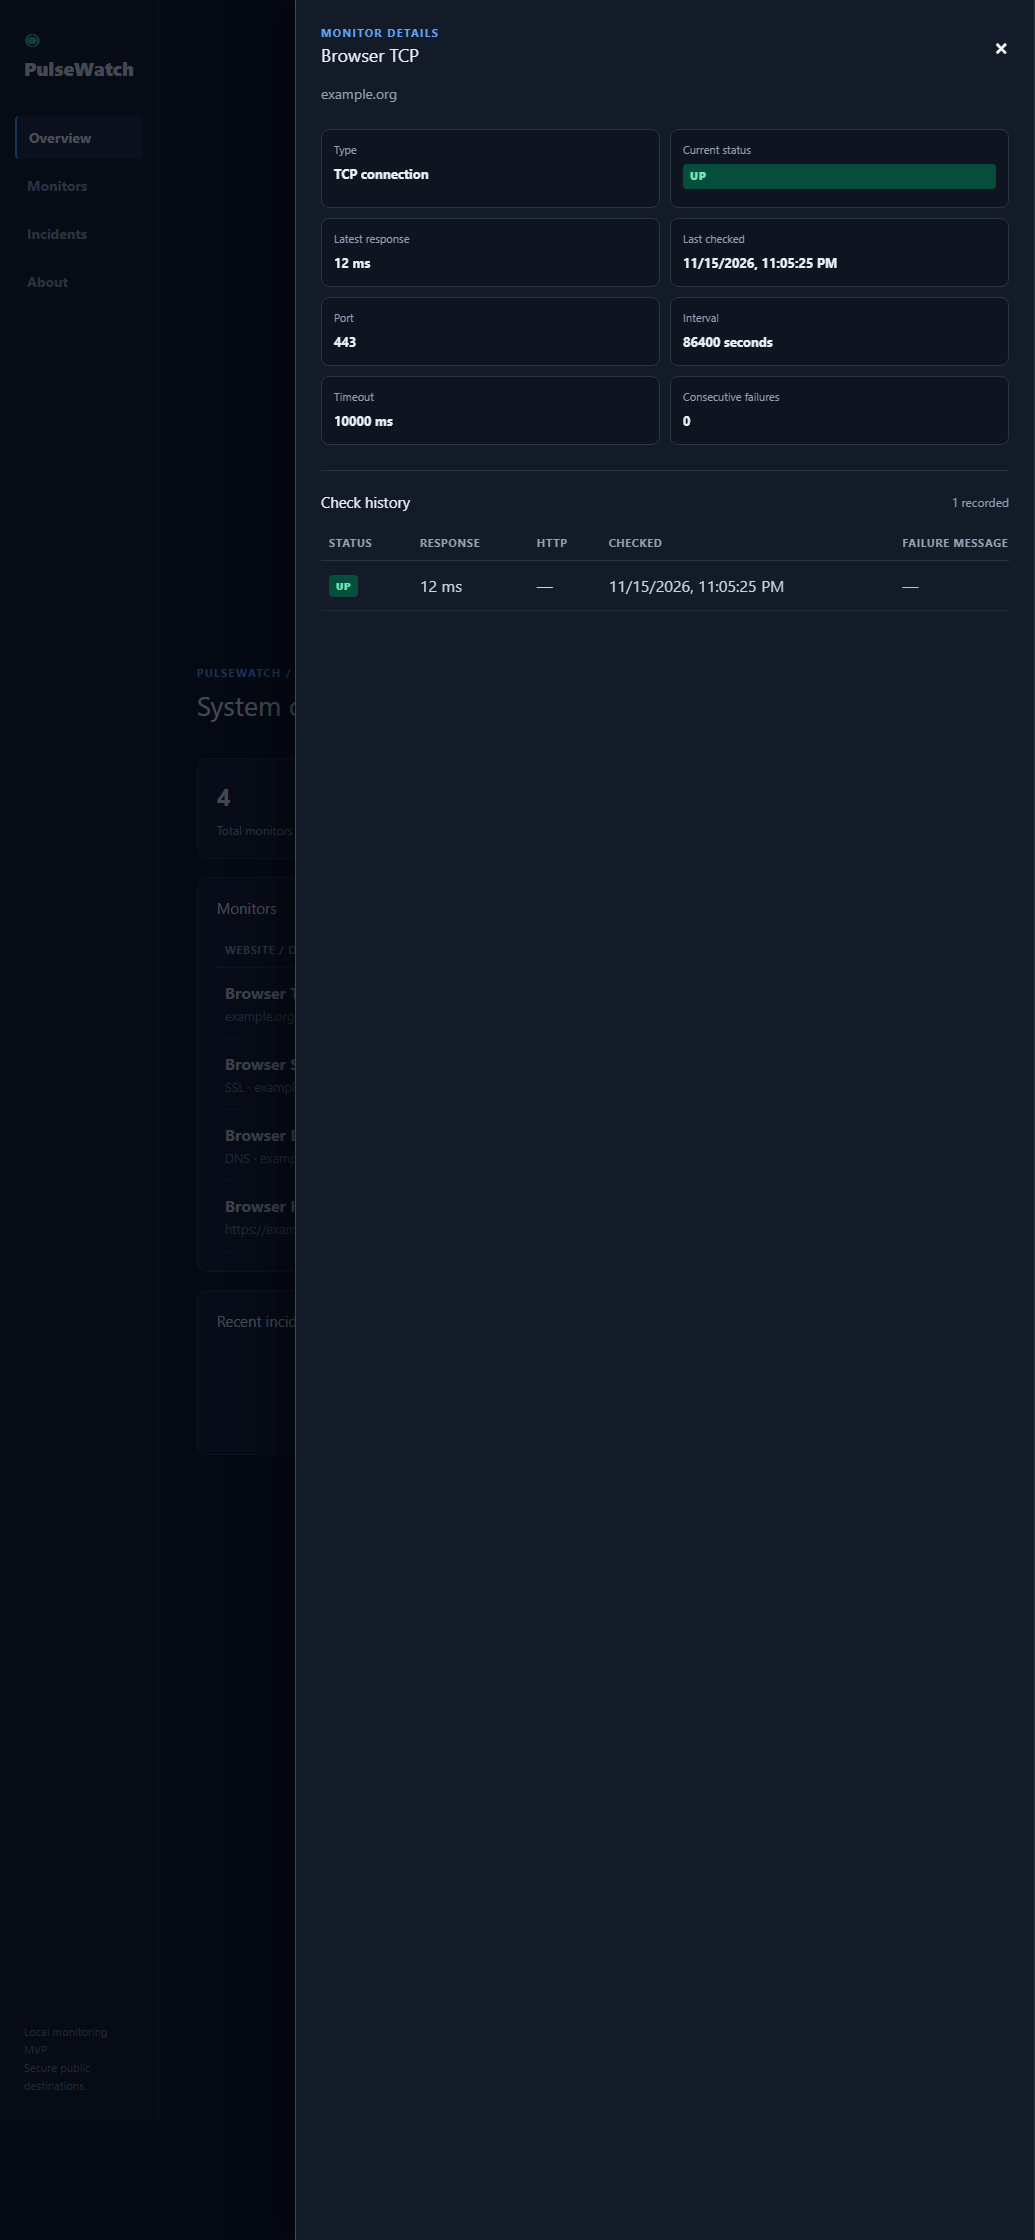 PulseWatch
Overview
Monitors
Incidents
About
Local monitoring
MVP
Secure public
destinations
PULSEWATCH /
System
4
Total monitors
Monitors
WEBSITE / D
Browser T
example.org
Browser S
SSL · exampl
Browser D
DNS · examp
Browser H
https://exam
Recent incid
MONITOR DETAILS
Browser TCP
×
example.org
Type
TCP connection
Current status
UP
Latest response
12 ms
Last checked
11/15/2026, 11:05:25 PM
Port
443
Interval
86400 seconds
Timeout
10000 ms
Consecutive failures
0
Check history
1 recorded
STATUS RESPONSE HTTP CHECKED FAILURE MESSAGE
UP 12 ms — 11/15/2026, 11:05:25 PM —